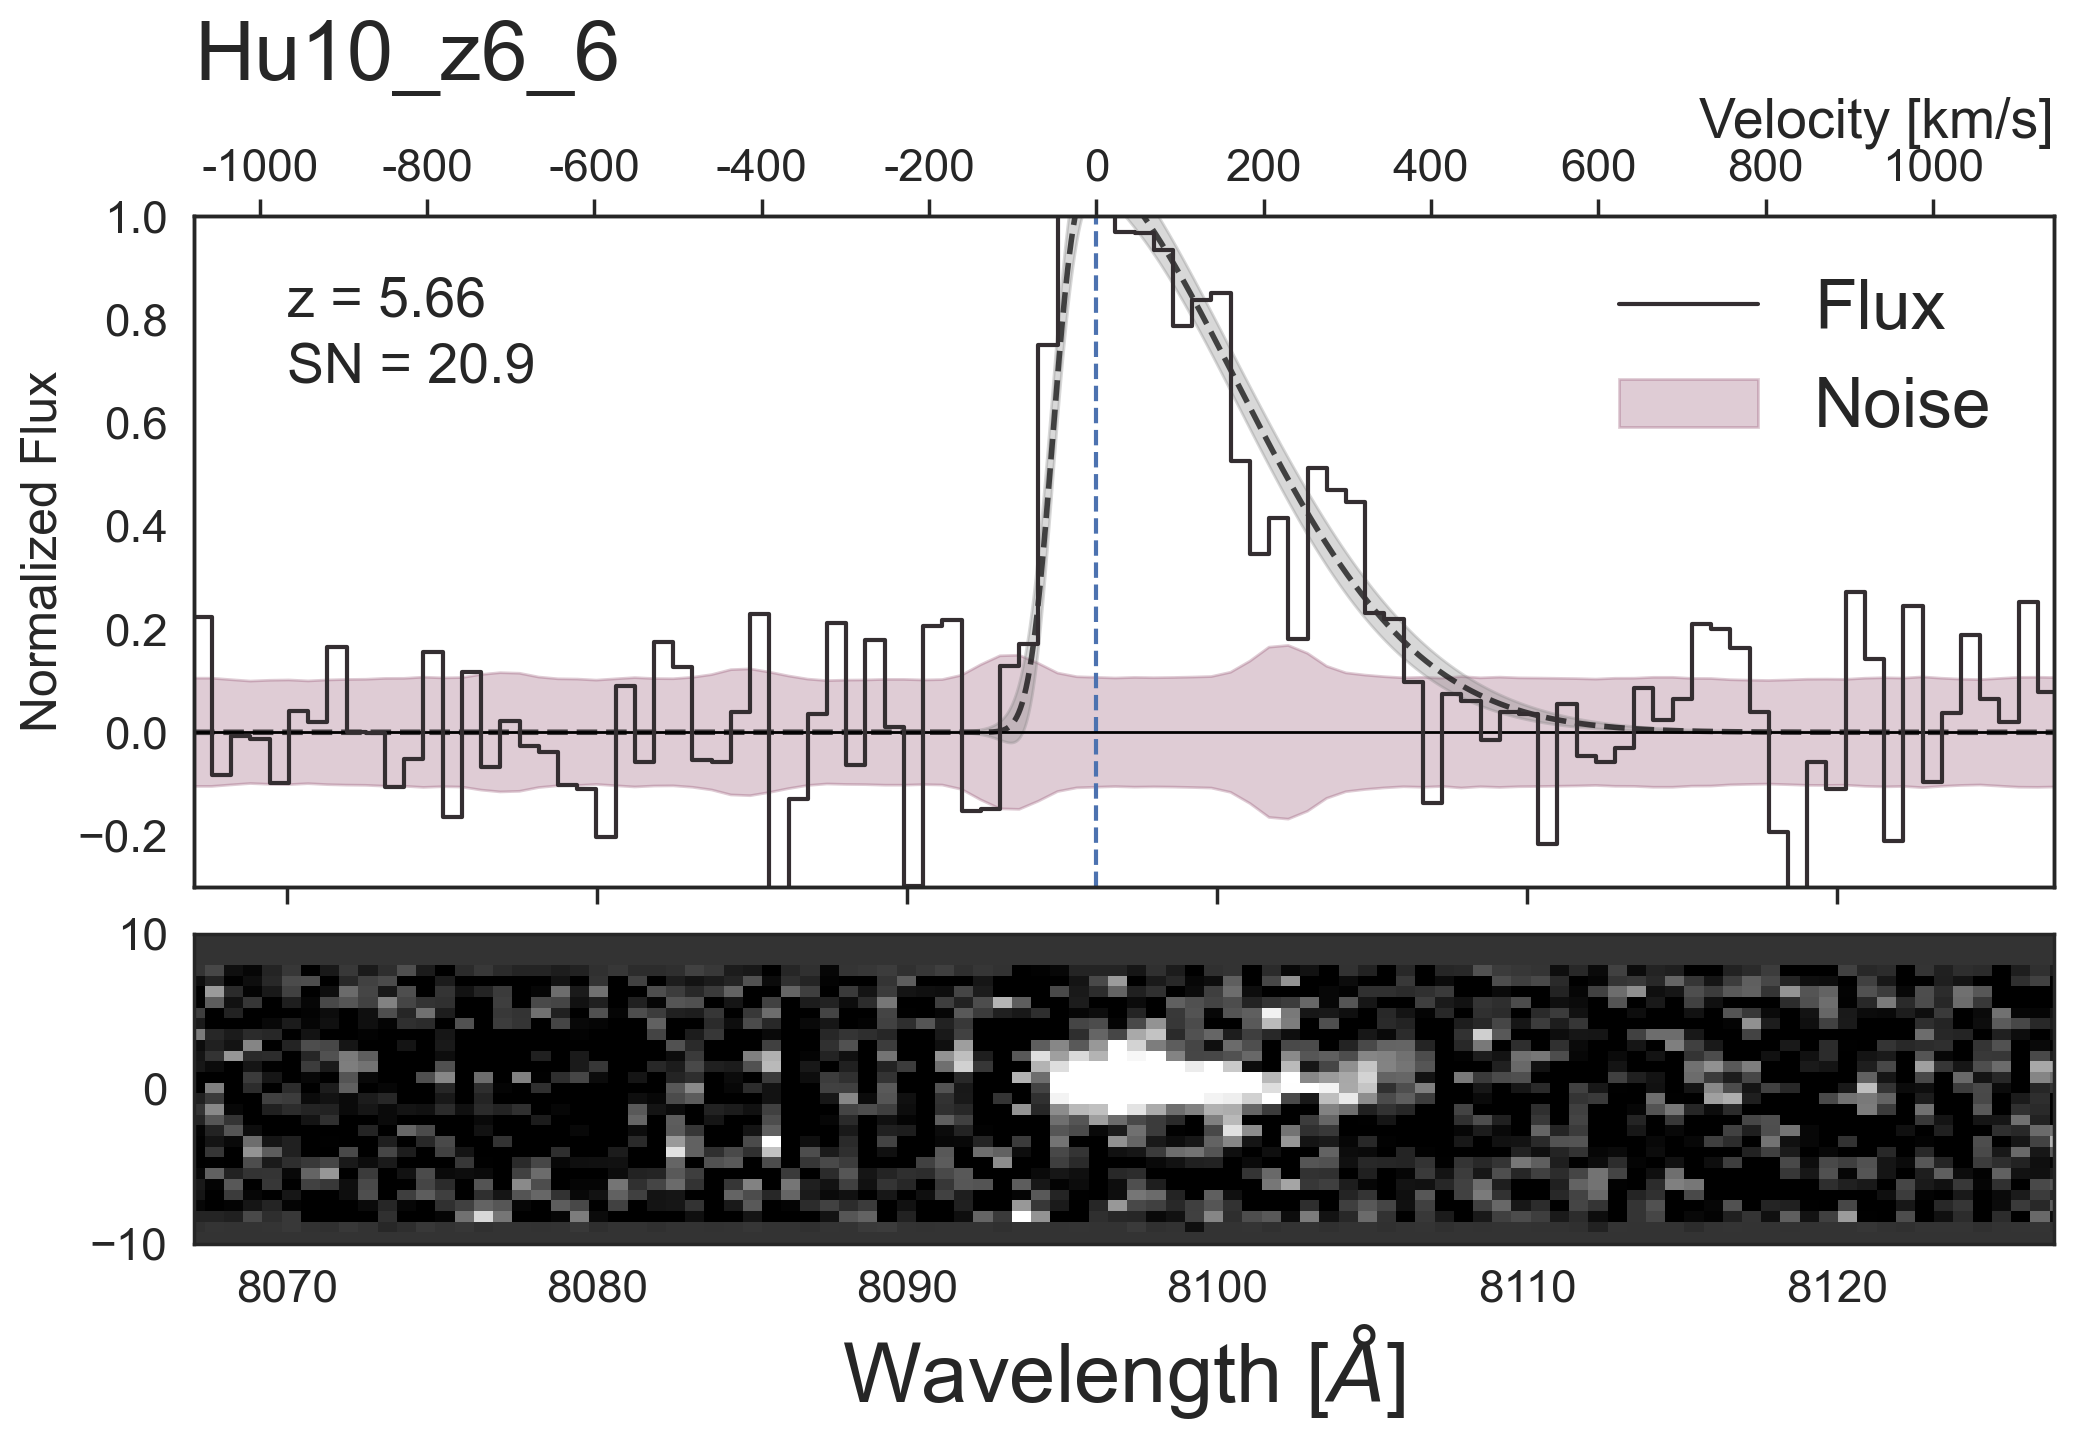 Hu10_z6_6
Velocity [km/s]
-1000 -800 -600 -400 -200 0 200 400 600 800 1000
1.0
0.8
0.6
0.4
0.2
0.0
−0.2
Normalized Flux
z = 5.66
SN = 20.9
Flux
Noise
10
0
−10
8070 8080 8090 8100 8110 8120
Wavelength [Å]